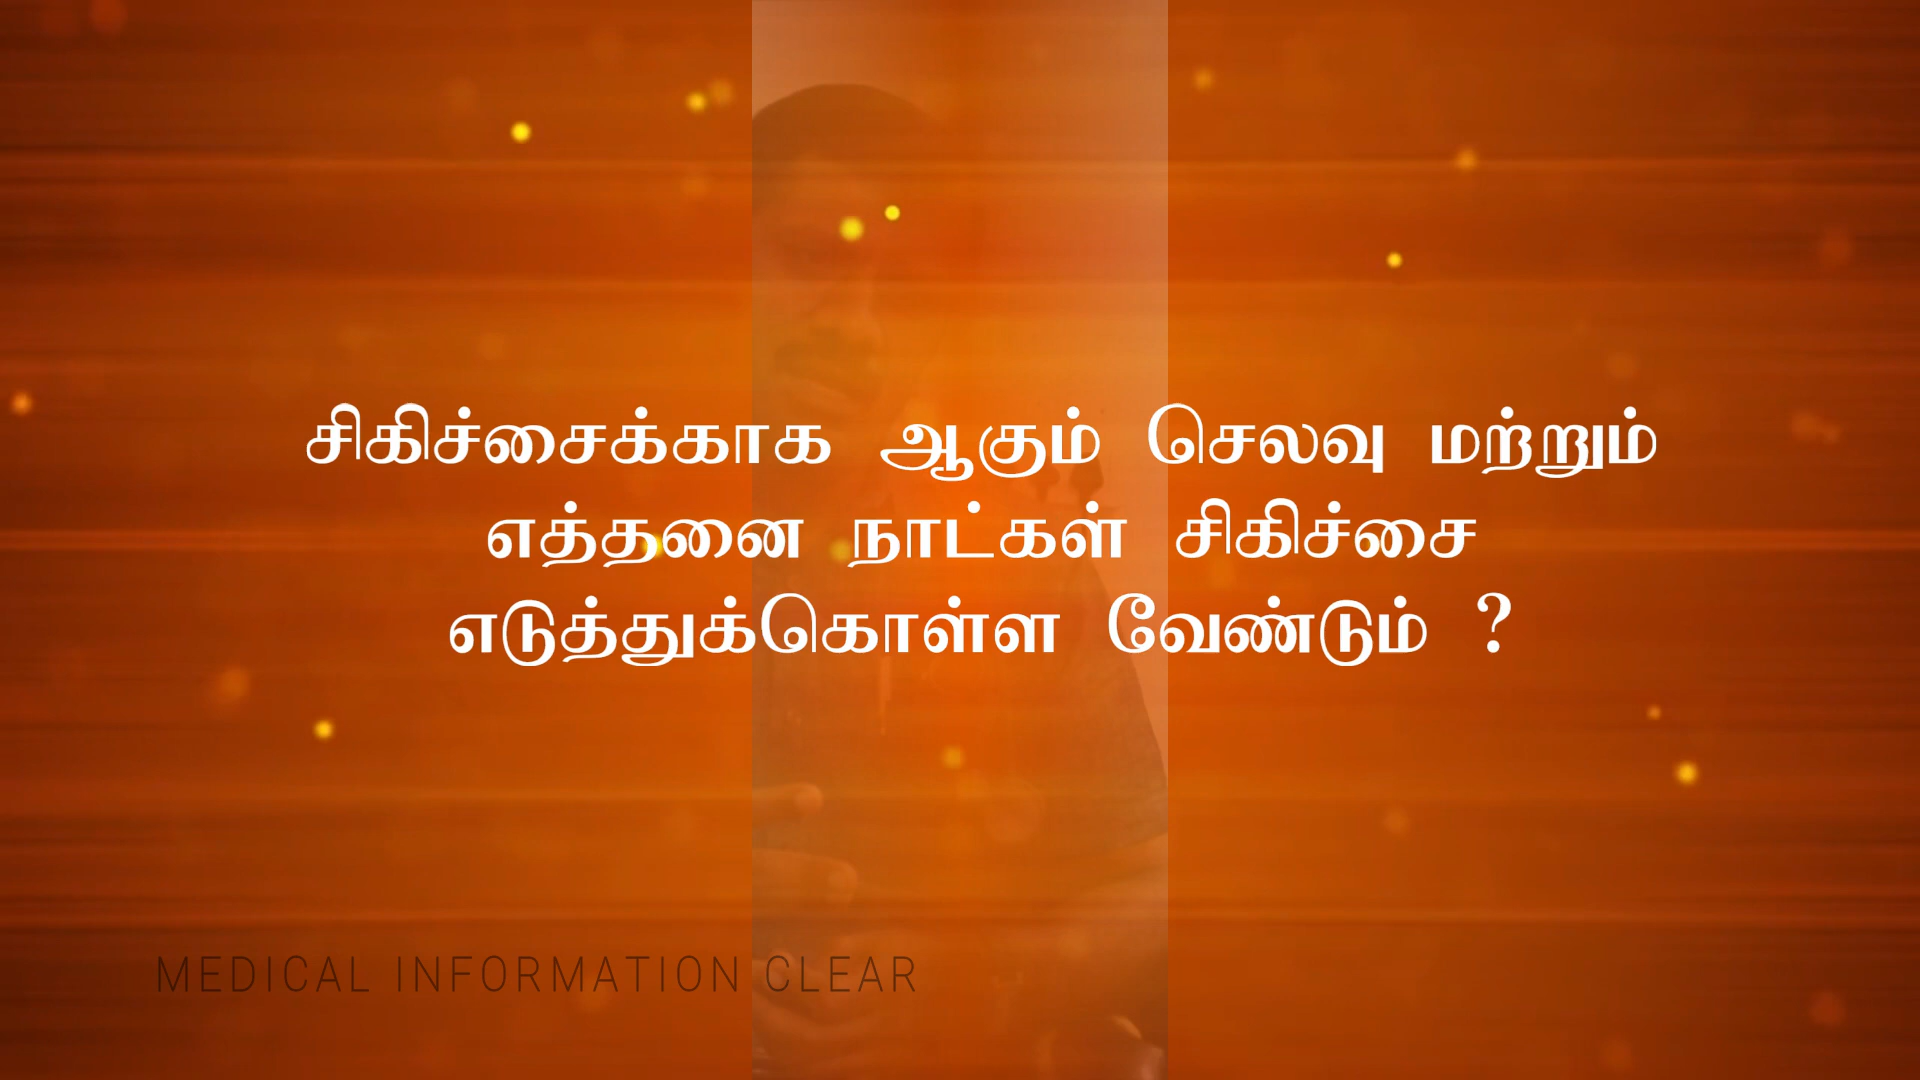 சிகிச்சைக்காக ஆகும் செலவு மற்றும்
எத்தனை நாட்கள் சிகிச்சை
எடுத்துக்கொள்ள வேண்டும் ?
MEDICAL INFORMATION CLEAR